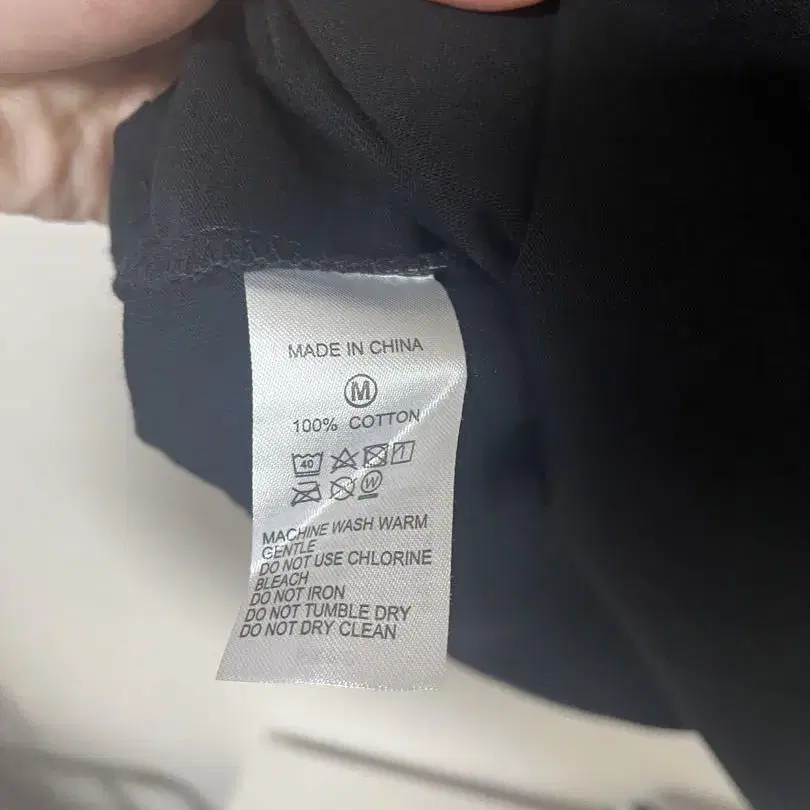 MADE IN CHINA
M
100% COTTON
40
W
MACHINE WASH WARM
GENTLE
DO NOT USE CHLORINE
BLEACH
DO NOT IRON
DO NOT TUMBLE DRY
DO NOT DRY CLEAN